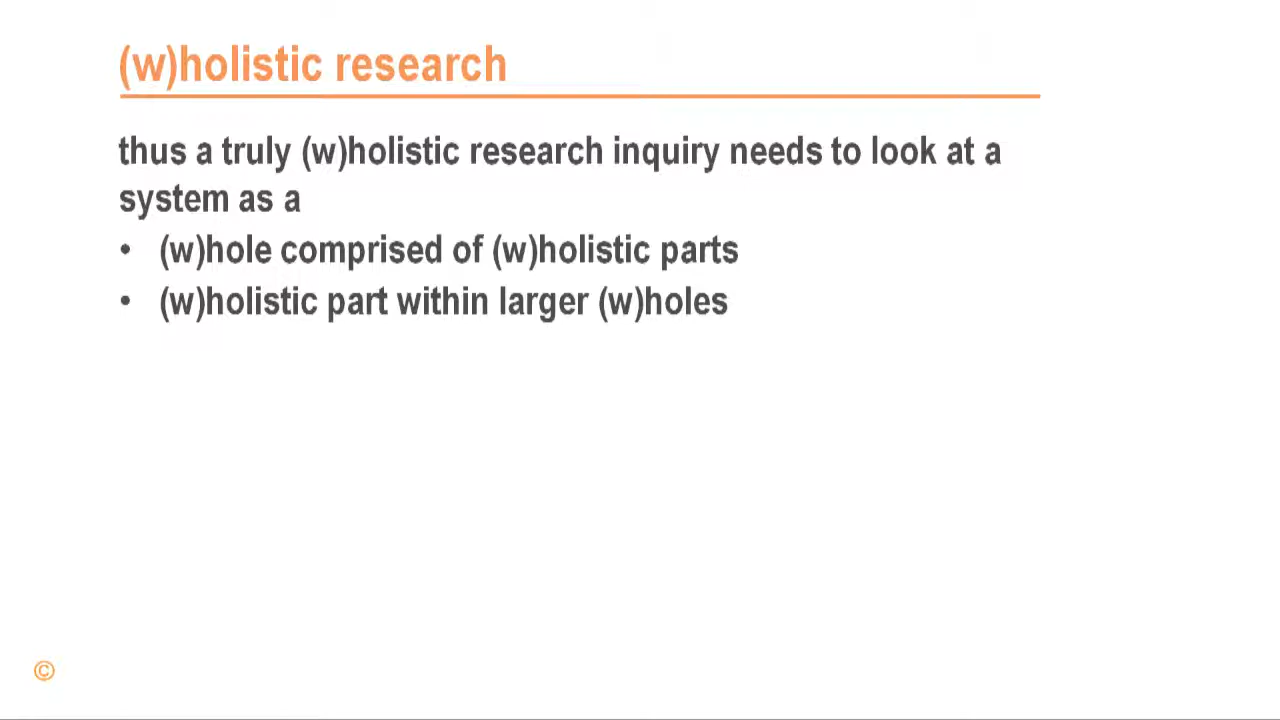 (w)holistic research
thus a truly (w)holistic research inquiry needs to look at a
system as a
• (w)hole comprised of (w)holistic parts
• (w)holistic part within larger (w)holes
©